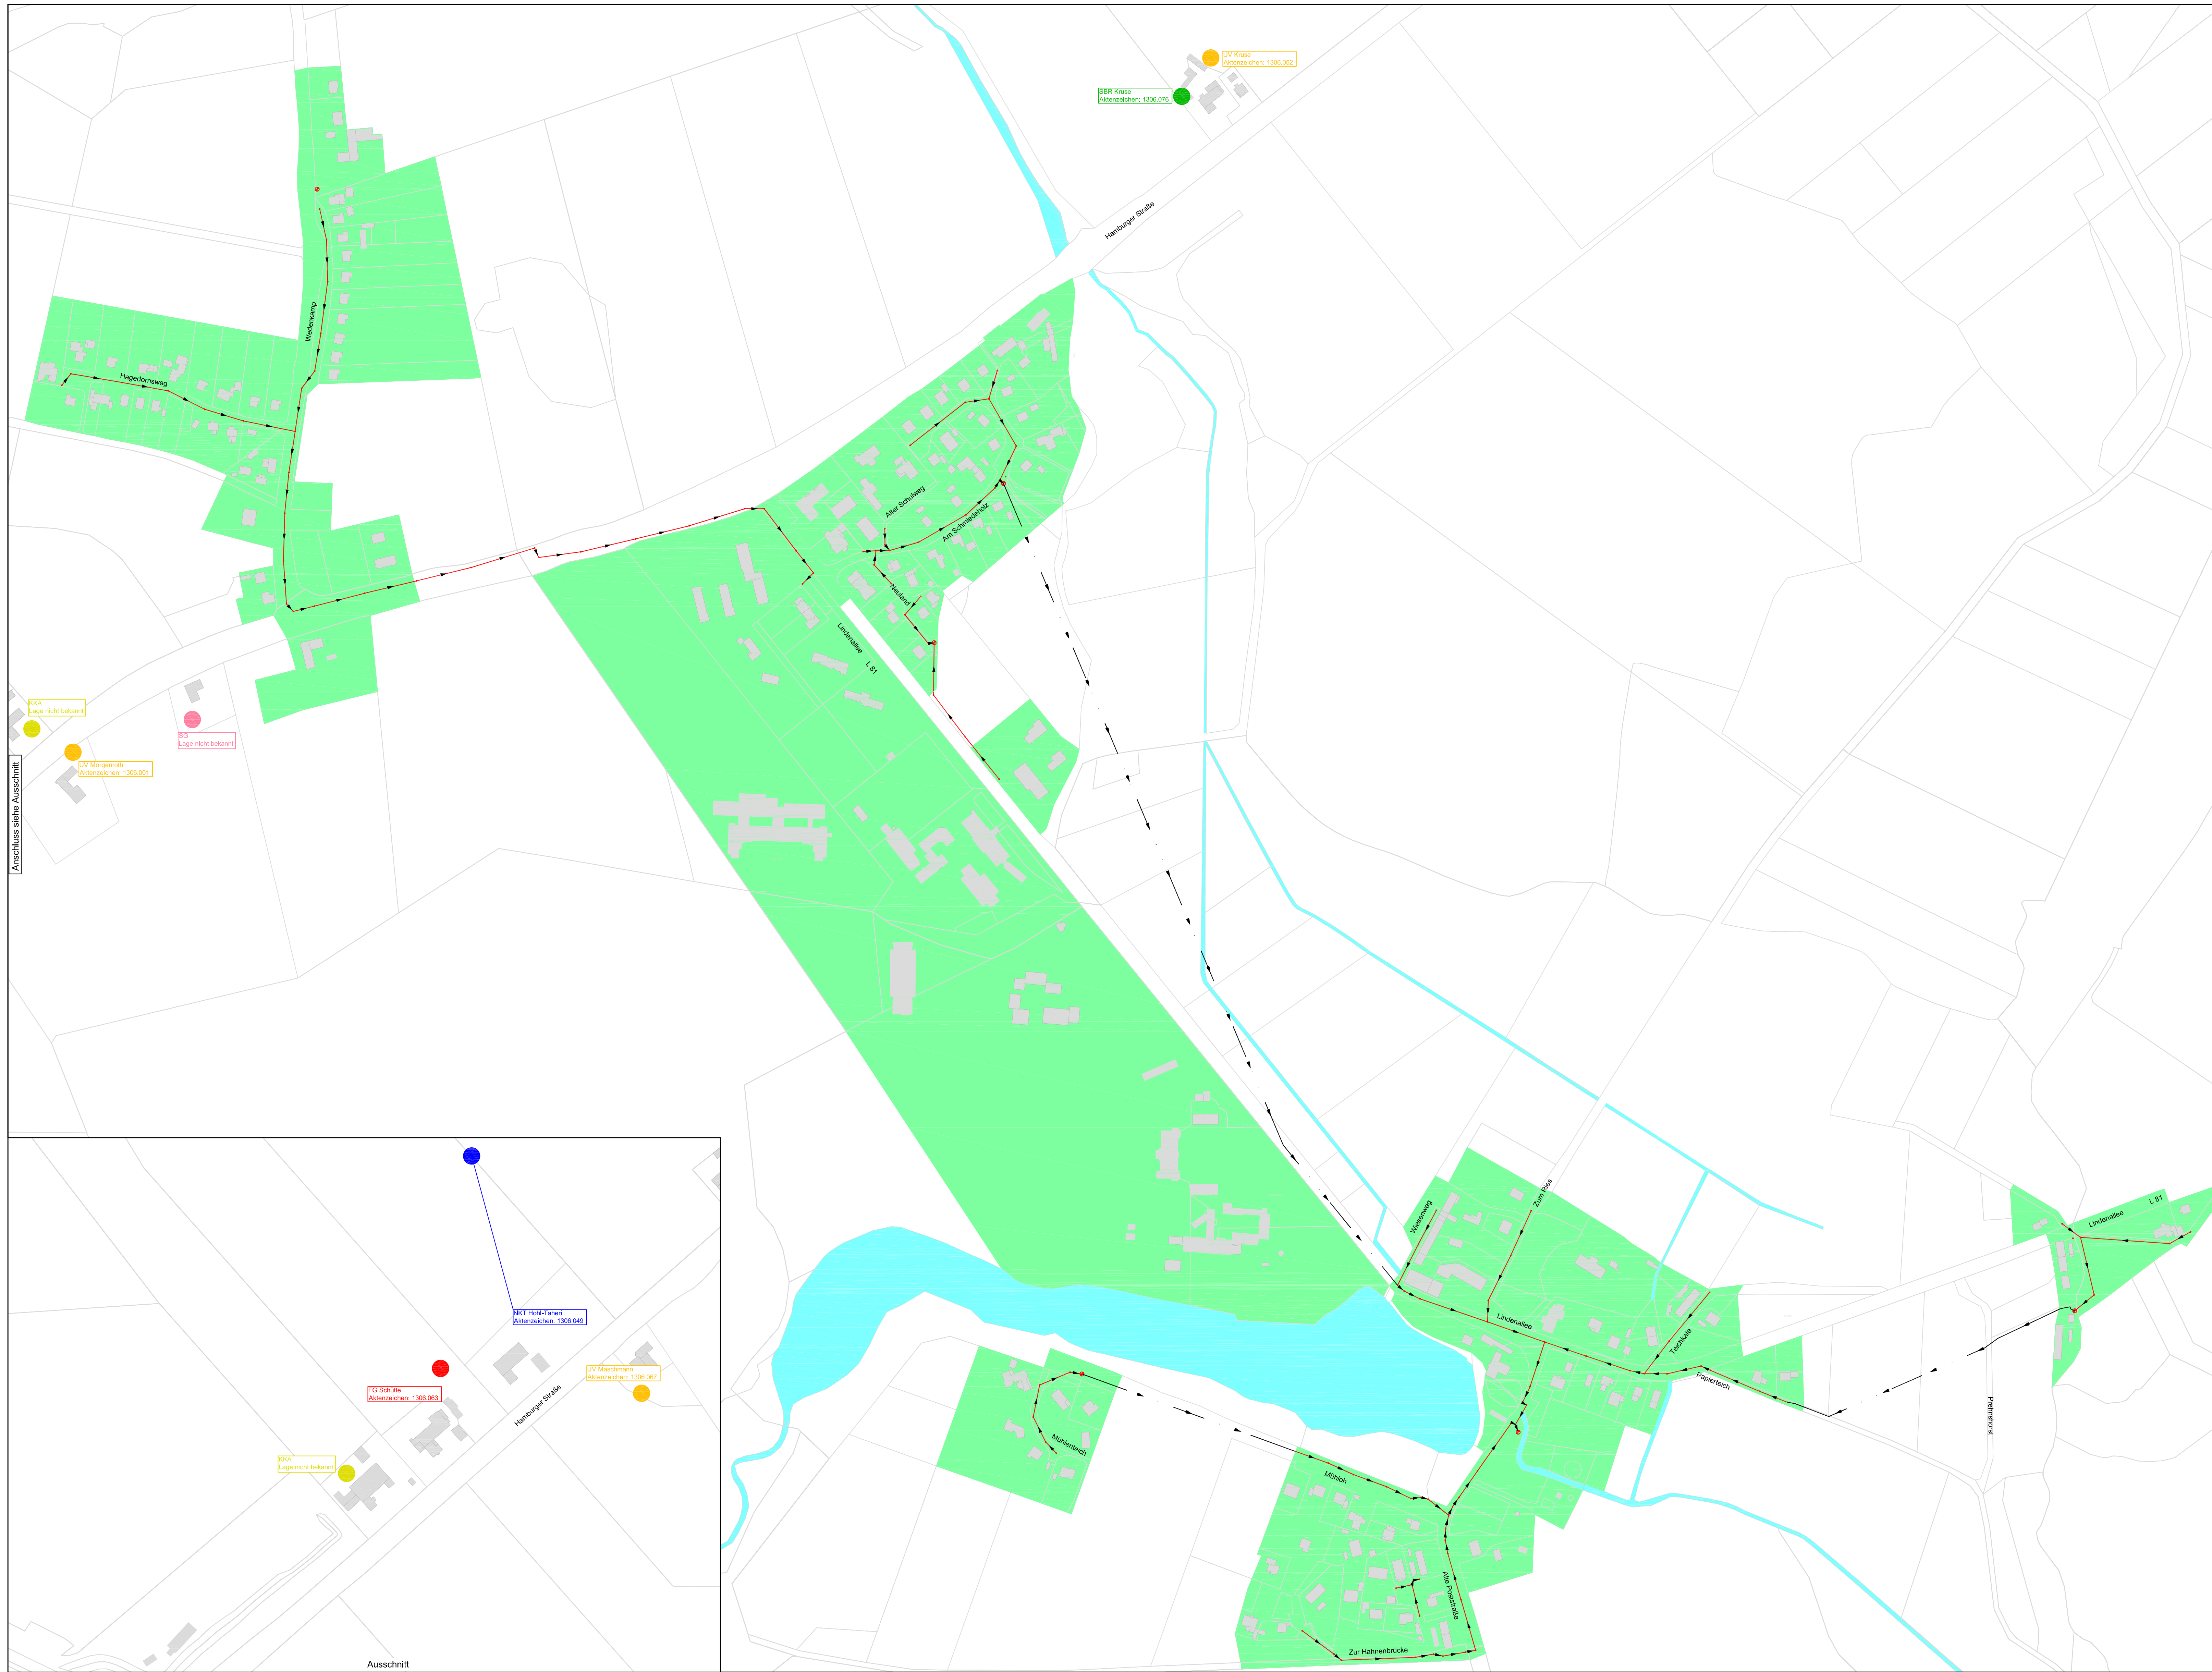 UV Kruse
Aktenzeichen: 1306.052
SBR Kruse
Aktenzeichen: 1306.076
Hamburger Straße
Wedenkamp
Hagedornsweg
Alter Schulweg
Am Schmiedeholz
Neuland
Lindenallee
L 81
KKA
Lage nicht bekannt
SG
Lage nicht bekannt
UV Morgenroth
Aktenzeichen: 1306.001
Anschluss siehe Ausschnitt
Wiesenweg
Zum Ries
L 81
Lindenallee
Lindenallee
Teichkate
Papierteich
Prehnshorst
Mühlenteich
Mühloh
Alte Poststraße
Zur Hahnenbrücke
NKT Hohl-Taheri
Aktenzeichen: 1306.049
UV Maschmann
Aktenzeichen: 1306.067
FG Schütte
Aktenzeichen: 1306.063
Hamburger Straße
KKA
Lage nicht bekannt
Ausschnitt